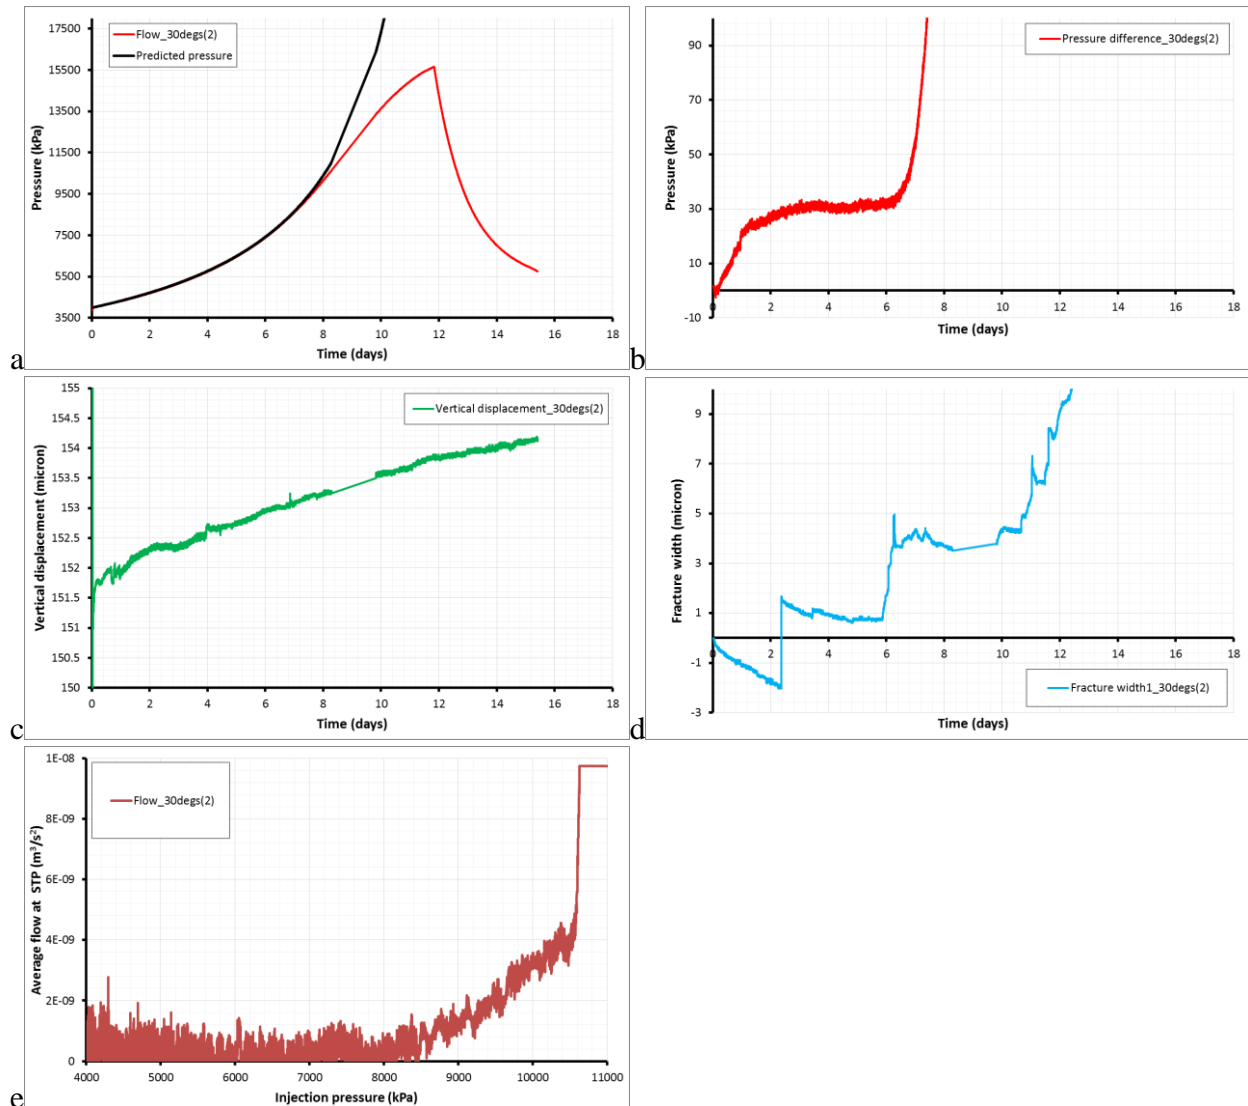 17500
15500
13500
11500
9500
7500
5500
3500
Pressure (kPa)
Flow_30degs(2)
Predicted pressure
0 2 4 6 8 10 12 14 16 18
Time (days)
a
90
70
50
30
10
-10
Pressure (kPa)
Pressure difference_30degs(2)
0 2 4 6 8 10 12 14 16 18
Time (days)
b
155
154.5
154
153.5
153
152.5
152
151.5
151
150.5
150
Vertical displacement (micron)
Vertical displacement_30degs(2)
0 2 4 6 8 10 12 14 16 18
Time (days)
c
9
7
5
3
1
-1
-3
Fracture width (micron)
0 2 4 6 8 10 12 14 16 18
Fracture width1_30degs(2)
Time (days)
d
1E-08
8E-09
6E-09
4E-09
2E-09
0
Average flow at STP (m³/s²)
Flow_30degs(2)
4000 5000 6000 7000 8000 9000 10000 11000
Injection pressure (kPa)
e